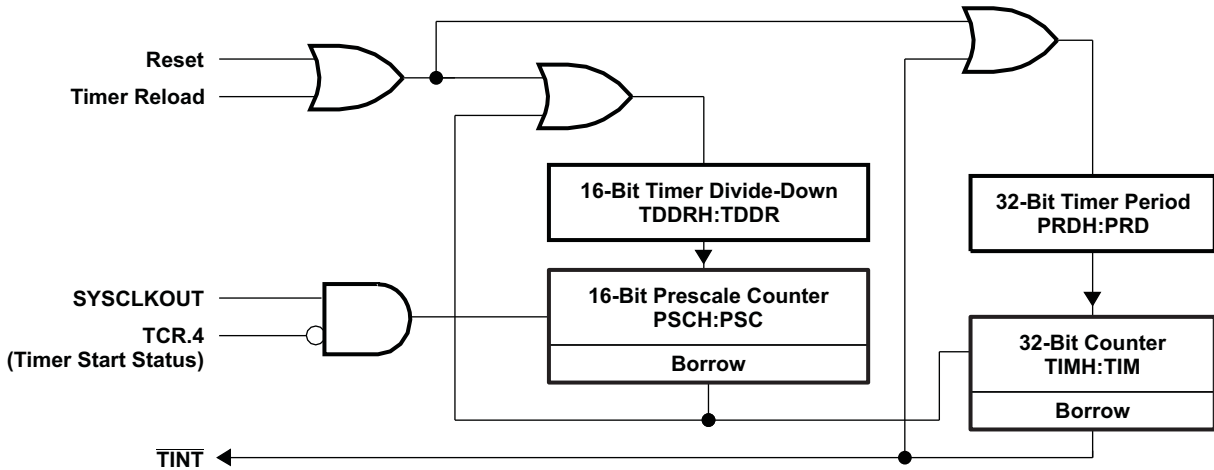 Reset
Timer Reload
16-Bit Timer Divide-Down
TDDRH:TDDR
32-Bit Timer Period
PRDH:PRD
SYSCLKOUT
TCR.4
(Timer Start Status)
16-Bit Prescale Counter
PSCH:PSC
Borrow
32-Bit Counter
TIMH:TIM
Borrow
TINT